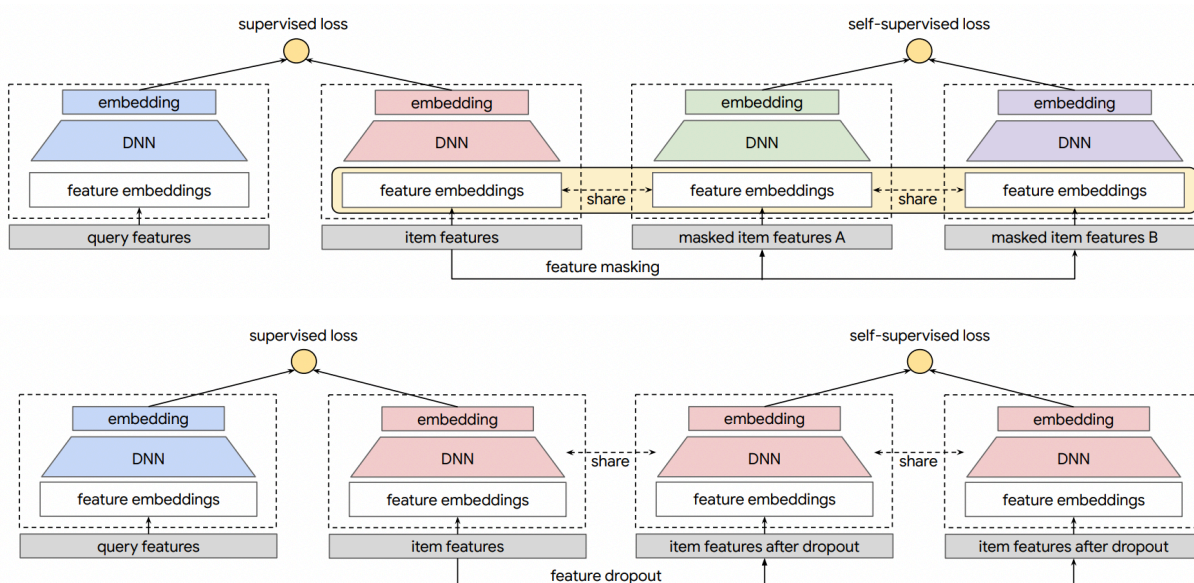 supervised loss
self-supervised loss
embedding
embedding
embedding
embedding
DNN
DNN
DNN
DNN
feature embeddings
feature embeddings
share
feature embeddings
share
feature embeddings
query features
item features
masked item features A
masked item features B
feature masking
supervised loss
self-supervised loss
embedding
embedding
embedding
embedding
DNN
DNN
share
DNN
share
DNN
feature embeddings
feature embeddings
feature embeddings
feature embeddings
query features
item features
item features after dropout
item features after dropout
feature dropout